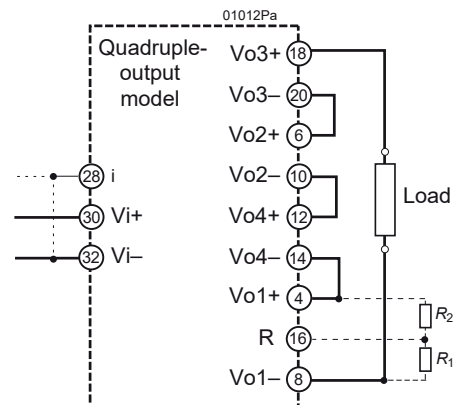 01012Pa
Quadruple-
output
model
Vo3+ 18
Vo3– 20
Vo2+ 6
28 i
Vo2– 10
Load
30 Vi+
Vo4+ 12
32 Vi–
Vo4– 14
Vo1+ 4
R2
R 16
R1
Vo1– 8